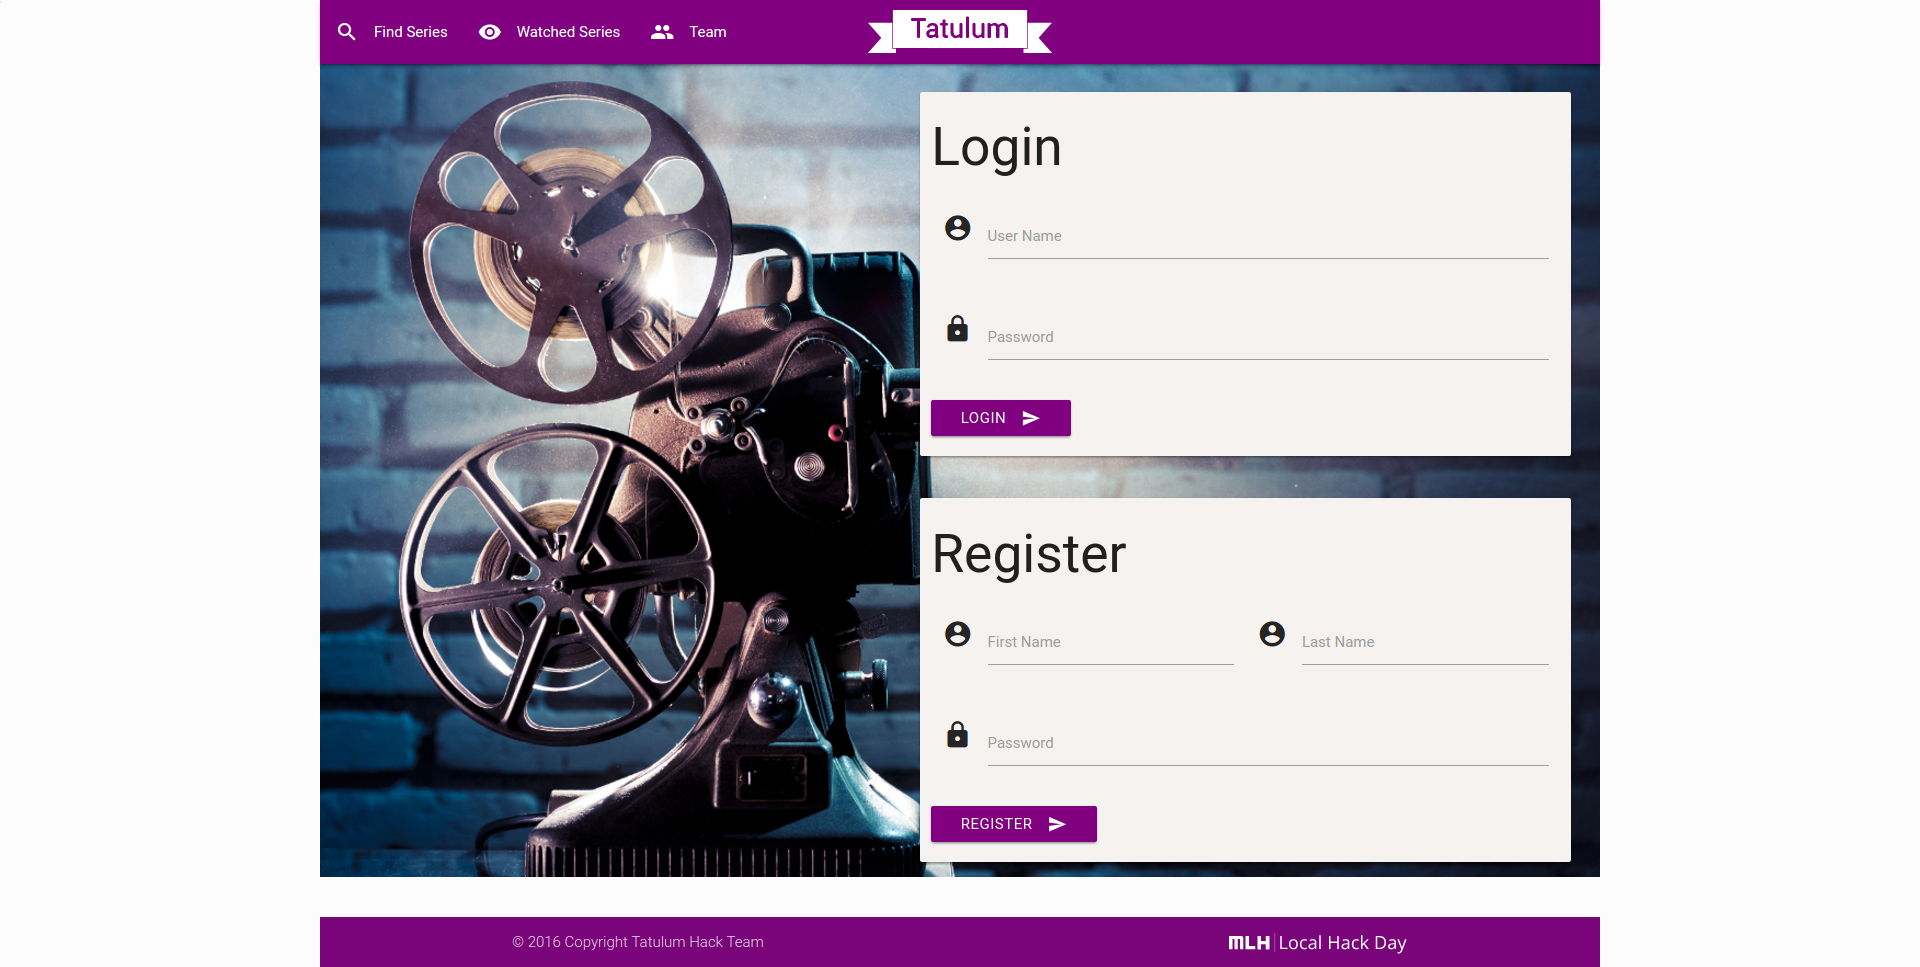 Find Series
Watched Series
Team
Tatulum
Login
User Name
Password
LOGIN
Register
First Name
Last Name
Password
REGISTER
© 2016 Copyright Tatulum Hack Team
MLH Local Hack Day